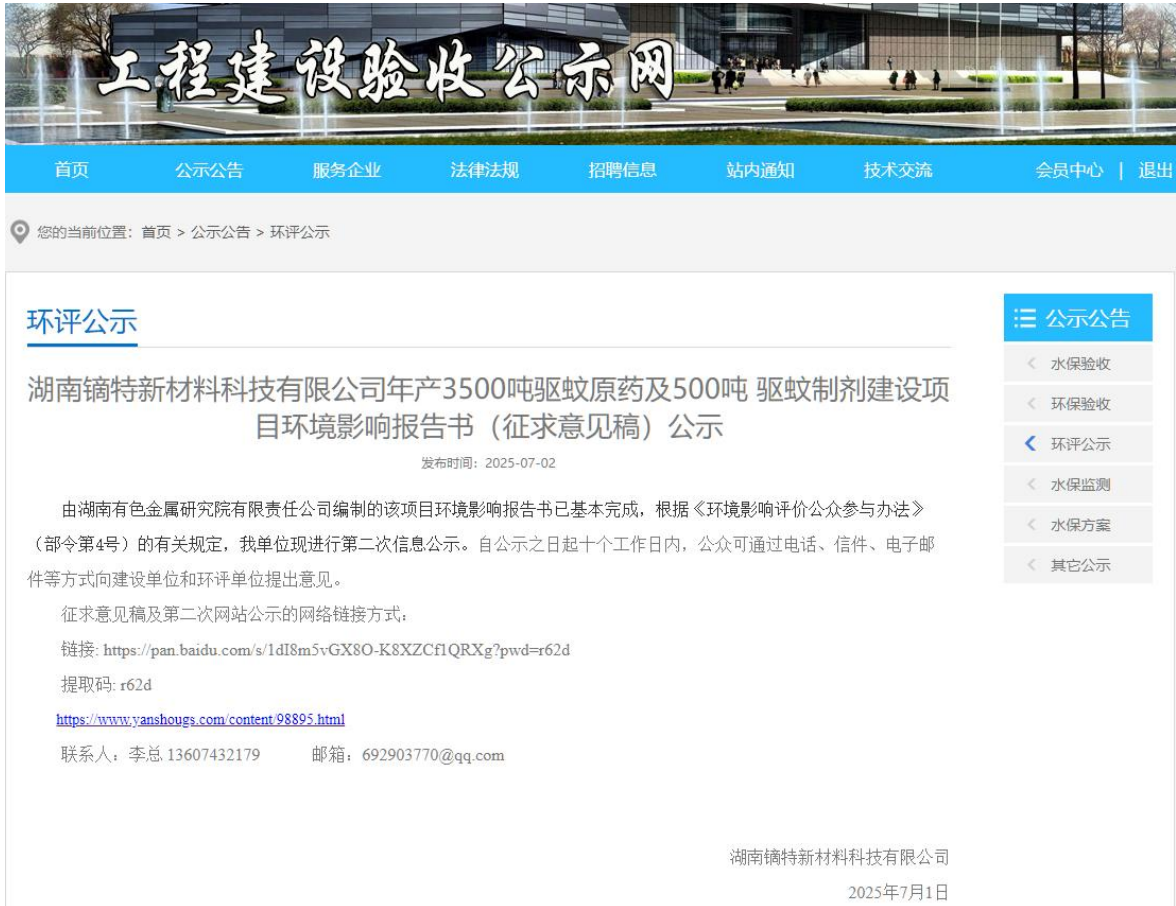 工程建设验收公示网
首页 公示公告 服务企业 法律法规 招聘信息 站内通知 技术交流 会员中心 | 退出
您的当前位置：首页 > 公示公告 > 环评公示
环评公示
湖南镝特新材料科技有限公司年产3500吨驱蚊原药及500吨 驱蚊制剂建设项
目环境影响报告书（征求意见稿）公示
发布时间：2025-07-02
由湖南有色金属研究院有限责任公司编制的该项目环境影响报告书已基本完成，根据《环境影响评价公众参与办法》
（部令第4号）的有关规定，我单位现进行第二次信息公示。自公示之日起十个工作日内，公众可通过电话、信件、电子邮
件等方式向建设单位和环评单位提出意见。
征求意见稿及第二次网站公示的网络链接方式：
链接: https://pan.baidu.com/s/1dI8m5vGX8O-K8XZCf1QRXg?pwd=r62d
提取码: r62d
https://www.yanshougs.com/content/98895.html
联系人：李总 13607432179 邮箱：692903770@qq.com
湖南镝特新材料科技有限公司
2025年7月1日
公示公告
水保验收
环保验收
环评公示
水保监测
水保方案
其它公示